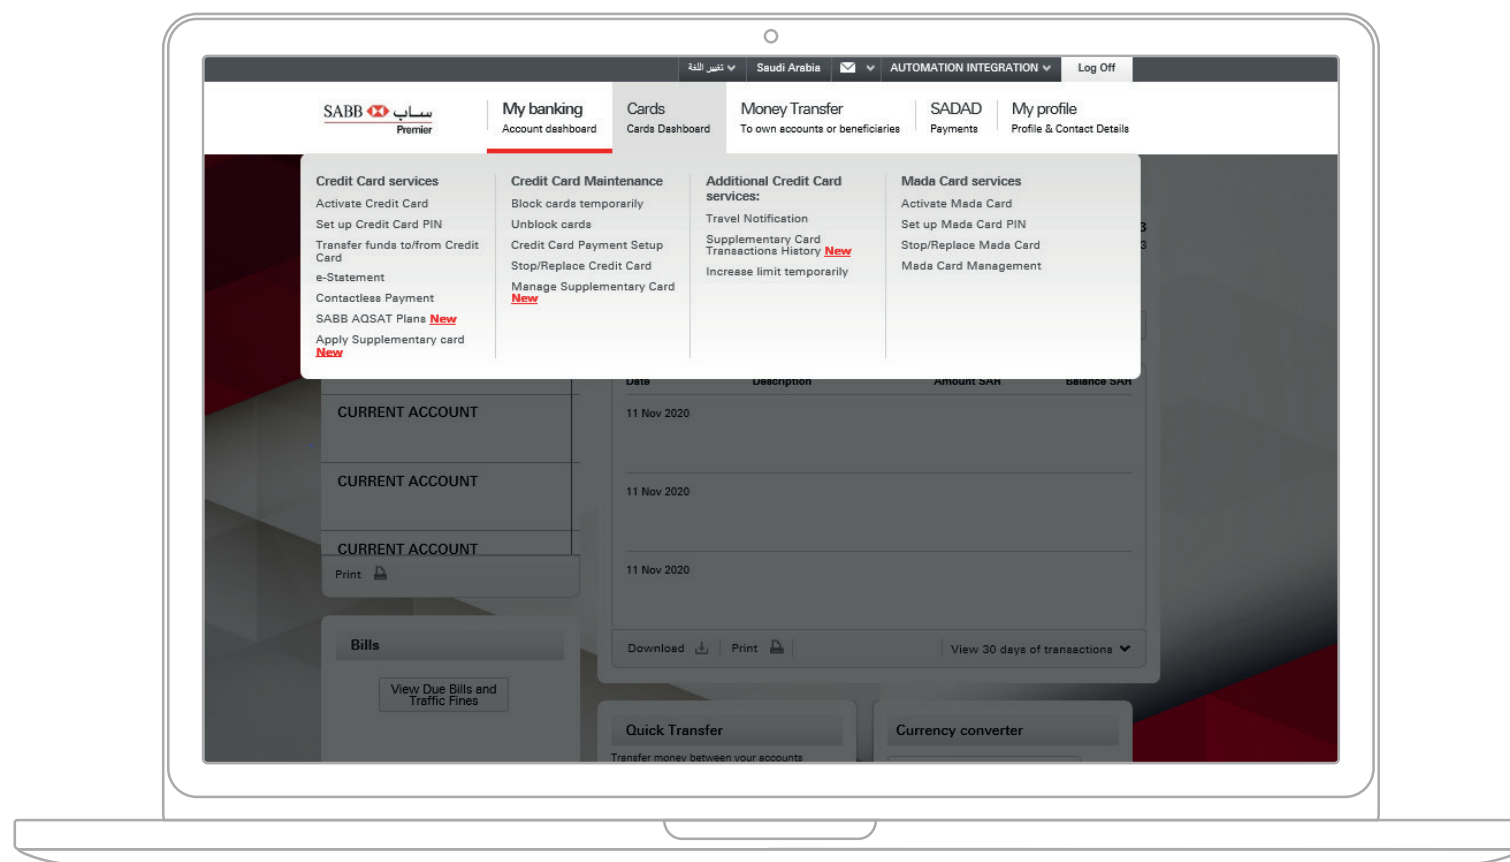 تغيير اللغة
Saudi Arabia
AUTOMATION INTEGRATION
Log Off
SABB ساب
Premier
My banking
Account dashboard
Cards
Cards Dashboard
Money Transfer
To own accounts or beneficiaries
SADAD
Payments
My profile
Profile & Contact Details
Credit Card services
Activate Credit Card
Set up Credit Card PIN
Transfer funds to/from Credit
Card
e-Statement
Contactless Payment
SABB AQSAT Plans New
Apply Supplementary card
New
Credit Card Maintenance
Block cards temporarily
Unblock cards
Credit Card Payment Setup
Stop/Replace Credit Card
Manage Supplementary Card
New
Additional Credit Card
services:
Travel Notification
Supplementary Card
Transactions History New
Increase limit temporarily
Mada Card services
Activate Mada Card
Set up Mada Card PIN
Stop/Replace Mada Card
Mada Card Management
3
3
Date Description Amount SAR Balance SAR
CURRENT ACCOUNT
CURRENT ACCOUNT
CURRENT ACCOUNT
Print
11 Nov 2020
11 Nov 2020
11 Nov 2020
Download Print View 30 days of transactions
Bills
View Due Bills and
Traffic Fines
Quick Transfer
Transfer money between your accounts
Currency converter